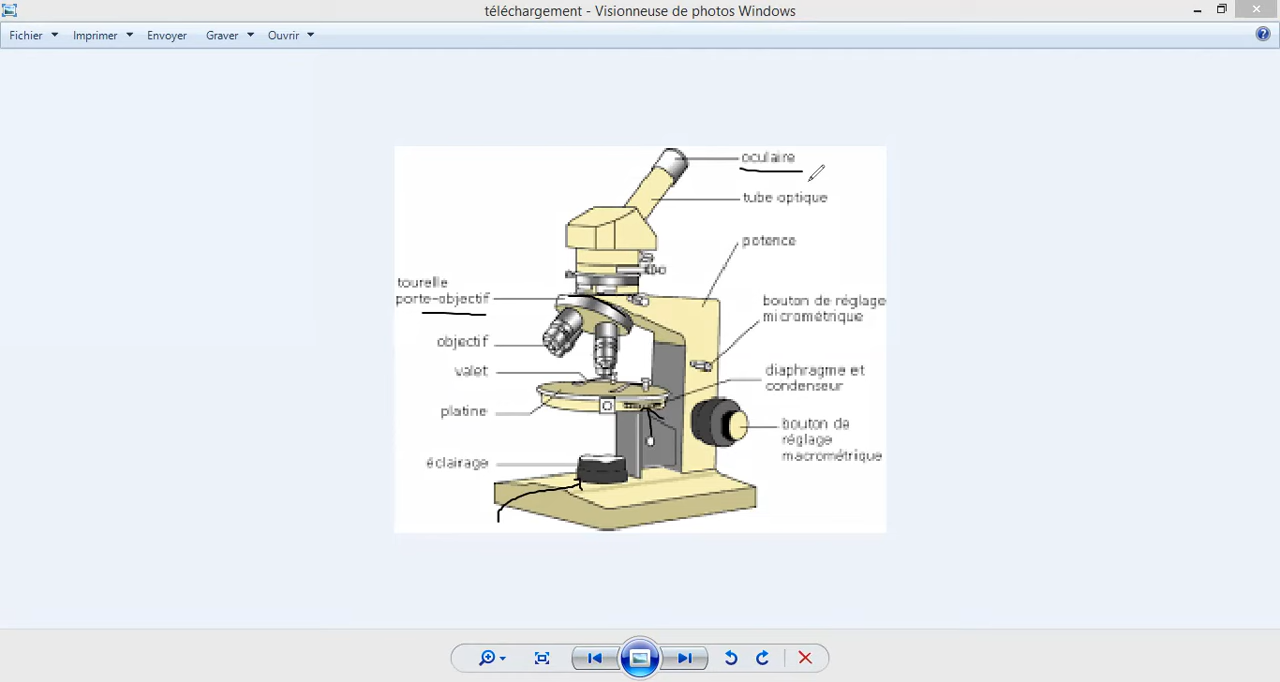 téléchargement - Visionneuse de photos Windows
Fichier Imprimer Envoyer Graver Ouvrir
oculaire
tube optique
potence
tourelle
porte-objectif
bouton de réglage
micrométrique
objectif
valet
diaphragme et
condenseur
platine
bouton de
réglage
macrométrique
éclairage